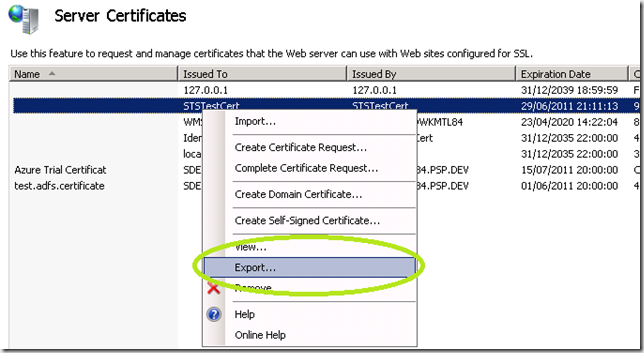 Server Certificates
Use this feature to request and manage certificates that the Web server can use with Web sites configured for SSL.
Name Issued To Issued By Expiration Date
127.0.0.1 127.0.0.1 31/12/2039 18:59:59 F
STSTestCert STSTestCert 29/06/2011 21:11:13 9
WMS DWKMTL84 23/04/2020 14:22:04 8
Iden Cert 31/12/2035 22:00:00 4
loca 31/12/2035 22:00:00 3
Azure Trial Certificat SDE 84.PSP.DEV 15/07/2011 20:00:00 C
test.adfs.certificate SDE 84.PSP.DEV 01/06/2011 20:00:00 4
Import...
Create Certificate Request...
Complete Certificate Request...
Create Domain Certificate...
Create Self-Signed Certificate...
View...
Export...
Remove
Help
Online Help